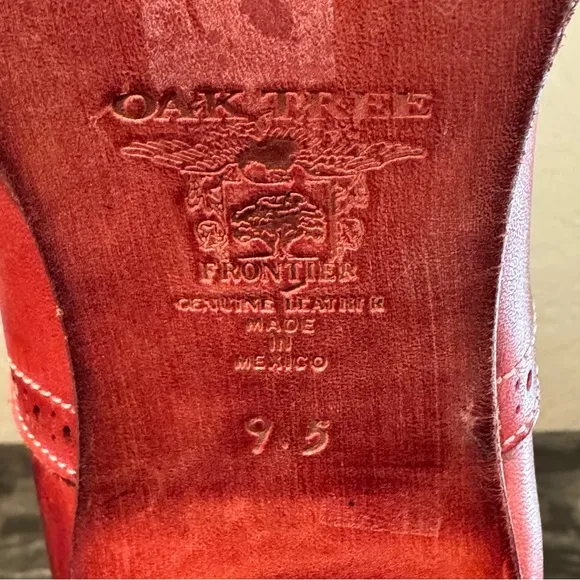 OAK TREE
FRONTIER
GENUINE LEATHER
MADE
IN
MEXICO
9.5